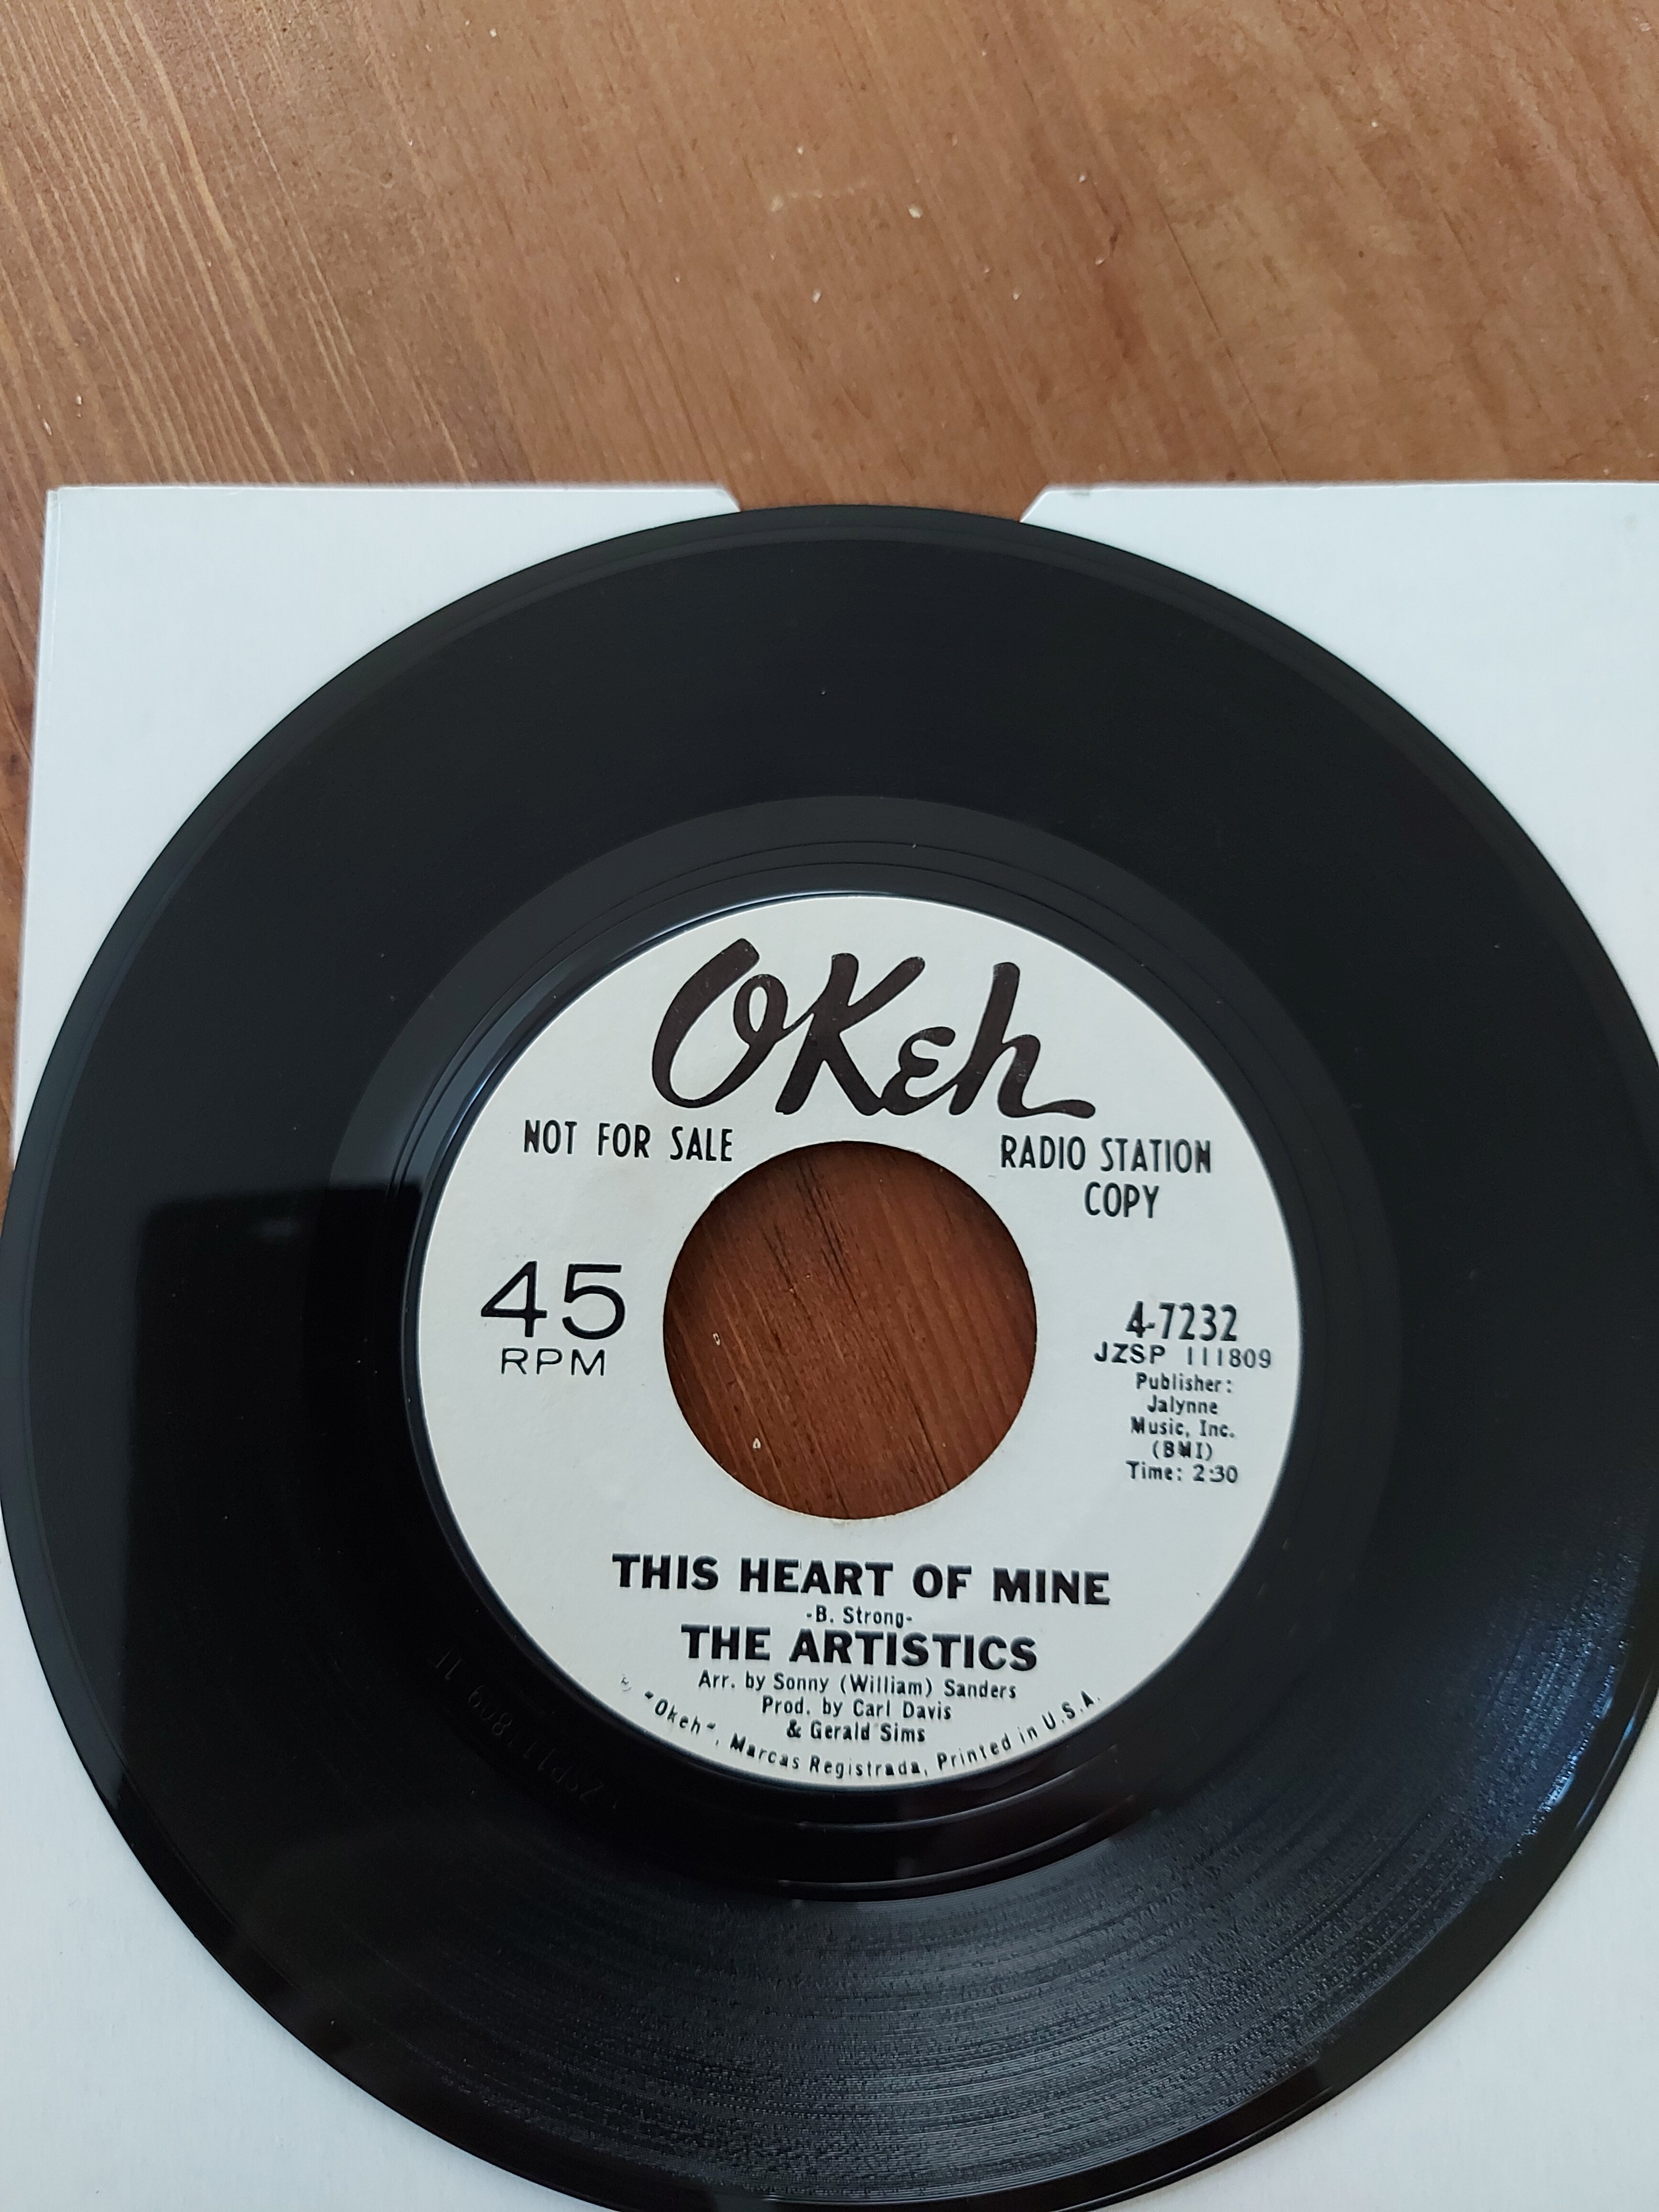 OKeh
NOT FOR SALE
RADIO STATION
COPY
45
RPM
4-7232
JZSP 111809
Publisher:
Jalynne
Music, Inc.
(BMI)
Time: 2:30
THIS HEART OF MINE
-B. Strong-
THE ARTISTICS
Arr. by Sonny (William) Sanders
Prod. by Carl Davis
& Gerald Sims
"Okeh", Marcas Registrada, Printed in U.S.A.